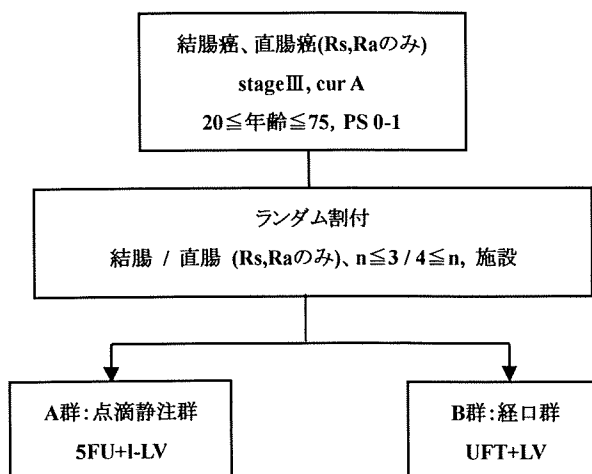 結腸癌、直腸癌(Rs,Raのみ)
stageⅢ, cur A
20≦年齢≦75, PS 0-1
ランダム割付
結腸 / 直腸 (Rs,Raのみ)、n≦3 / 4≦n, 施設
A群:点滴静注群
5FU+l-LV
B群:経口群
UFT+LV